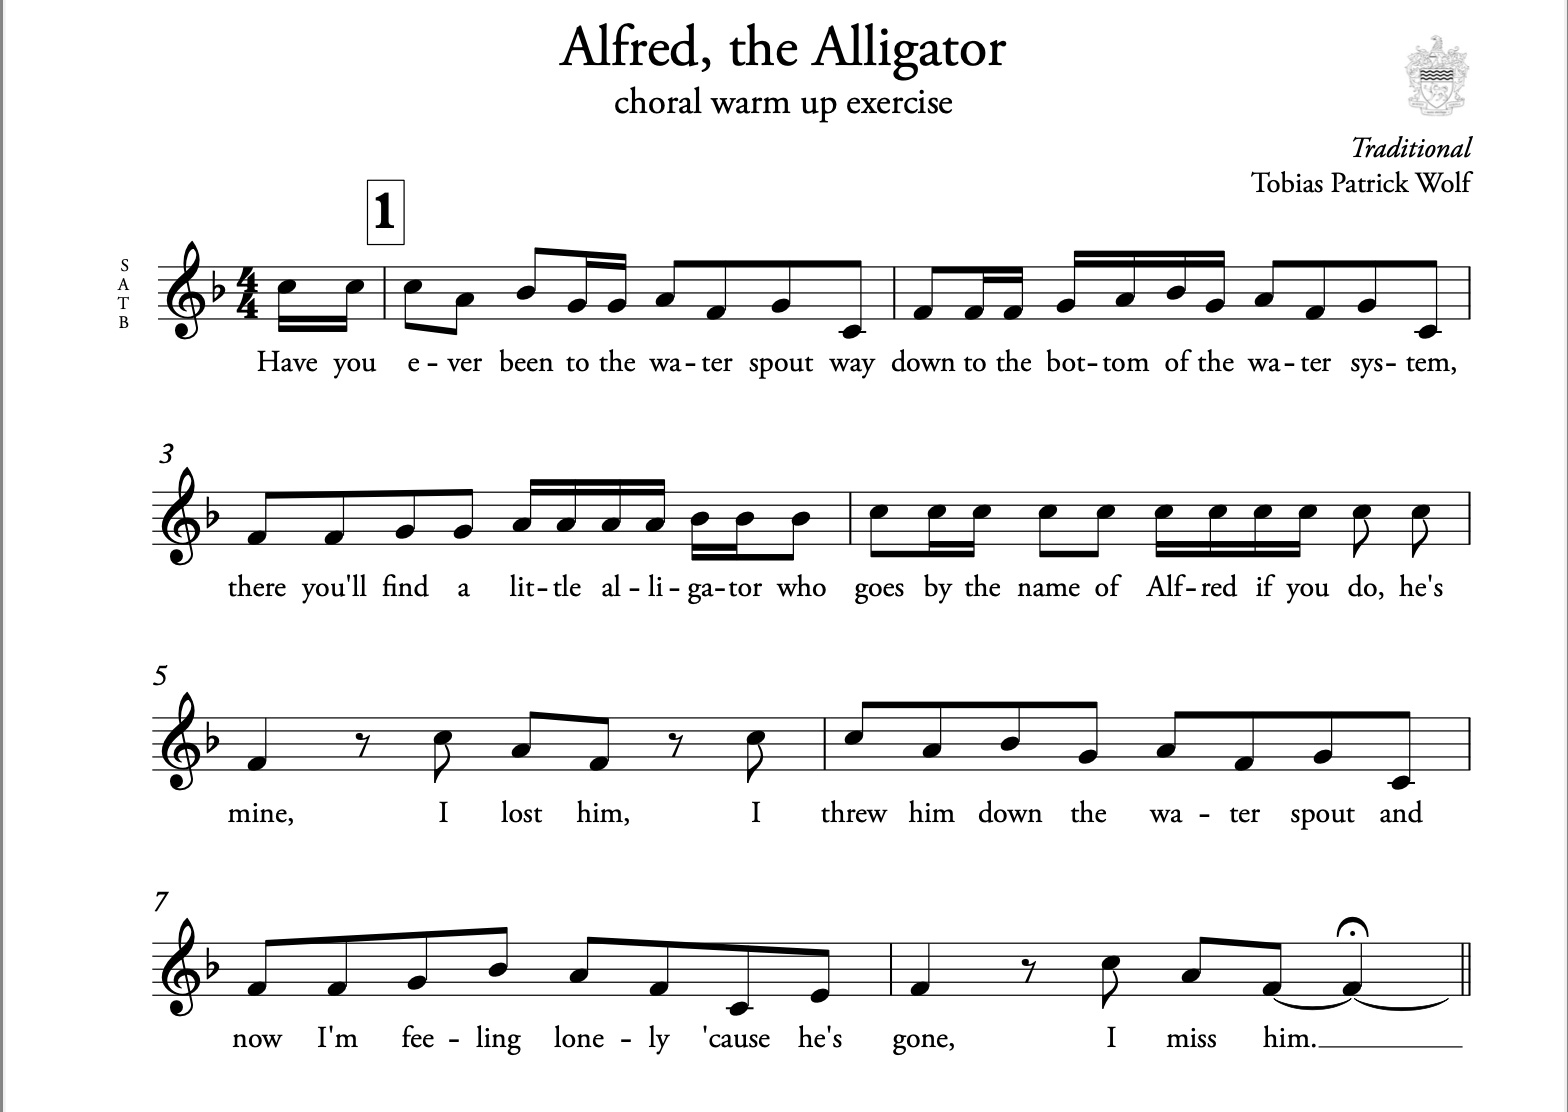 Alfred, the Alligator
choral warm up exercise
Traditional
Tobias Patrick Wolf
1
S
A
T
B
4
4
Have you e - ver been to the wa - ter spout way down to the bot - tom of the wa - ter sys - tem,
3
there you'll find a lit - tle al - li - ga - tor who goes by the name of Alf - red if you do, he's
5
mine, I lost him, I threw him down the wa - ter spout and
7
now I'm fee - ling lone - ly 'cause he's gone, I miss him.